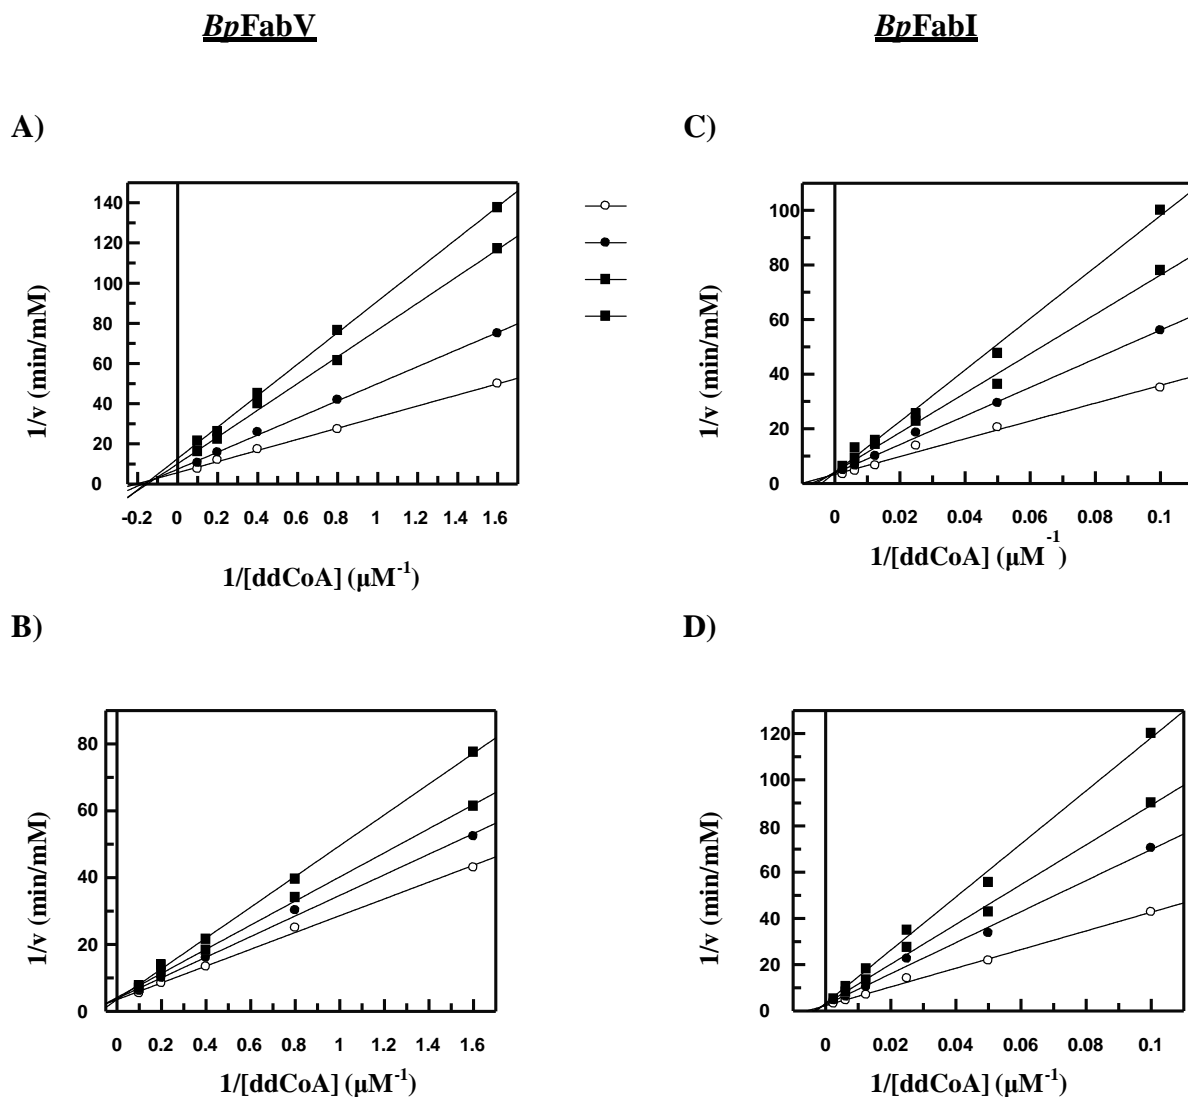 BpFabV
BpFabI
A)
C)
1/v (min/mM)
140
120
100
80
60
40
20
0
-0.2 0 0.2 0.4 0.6 0.8 1 1.2 1.4 1.6
1/[ddCoA] (μM-1)
1/v (min/mM)
100
80
60
40
20
0
0 0.02 0.04 0.06 0.08 0.1
1/[ddCoA] (μM-1)
B)
D)
1/v (min/mM)
80
60
40
20
0
0 0.2 0.4 0.6 0.8 1 1.2 1.4 1.6
1/[ddCoA] (μM-1)
1/v (min/mM)
120
100
80
60
40
20
0
0 0.02 0.04 0.06 0.08 0.1
1/[ddCoA] (μM-1)